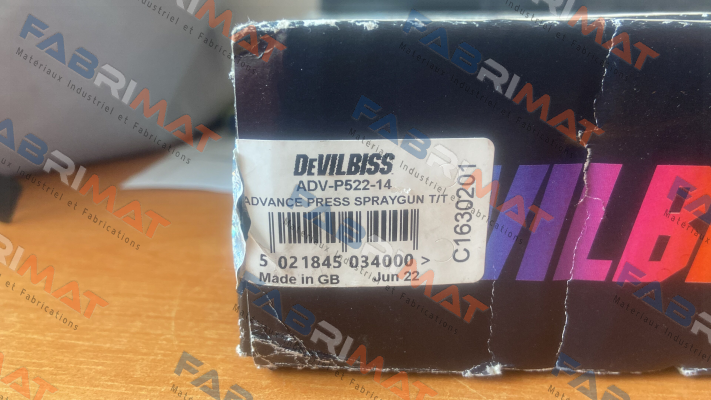 DEVILBISS
ADV-P522-14
ADVANCE PRESS SPRAYGUN T/T
5 021845 034000 >
Made in GB Jun 22
C1630201
VILB
FABRIMAT
Materiaux Industriel et Fabrications